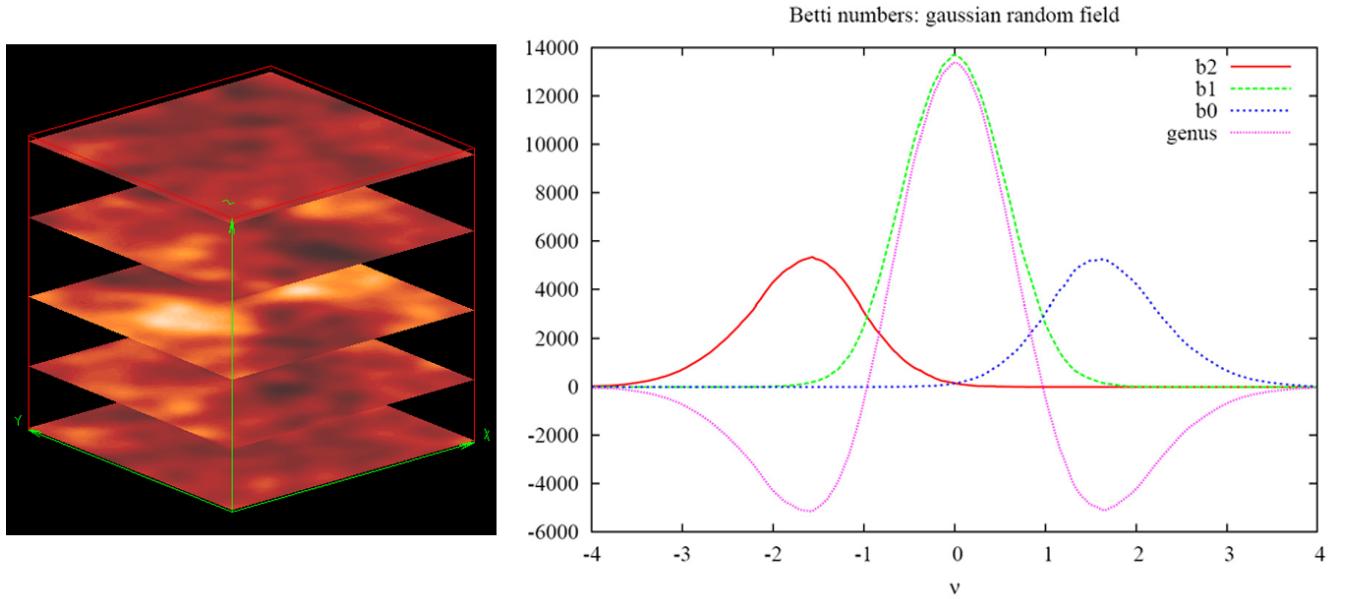 Betti numbers: gaussian random field
Z
Y
X
14000
12000
10000
8000
6000
4000
2000
0
-2000
-4000
-6000
b2
b1
b0
genus
-4 -3 -2 -1 0 1 2 3 4
ν